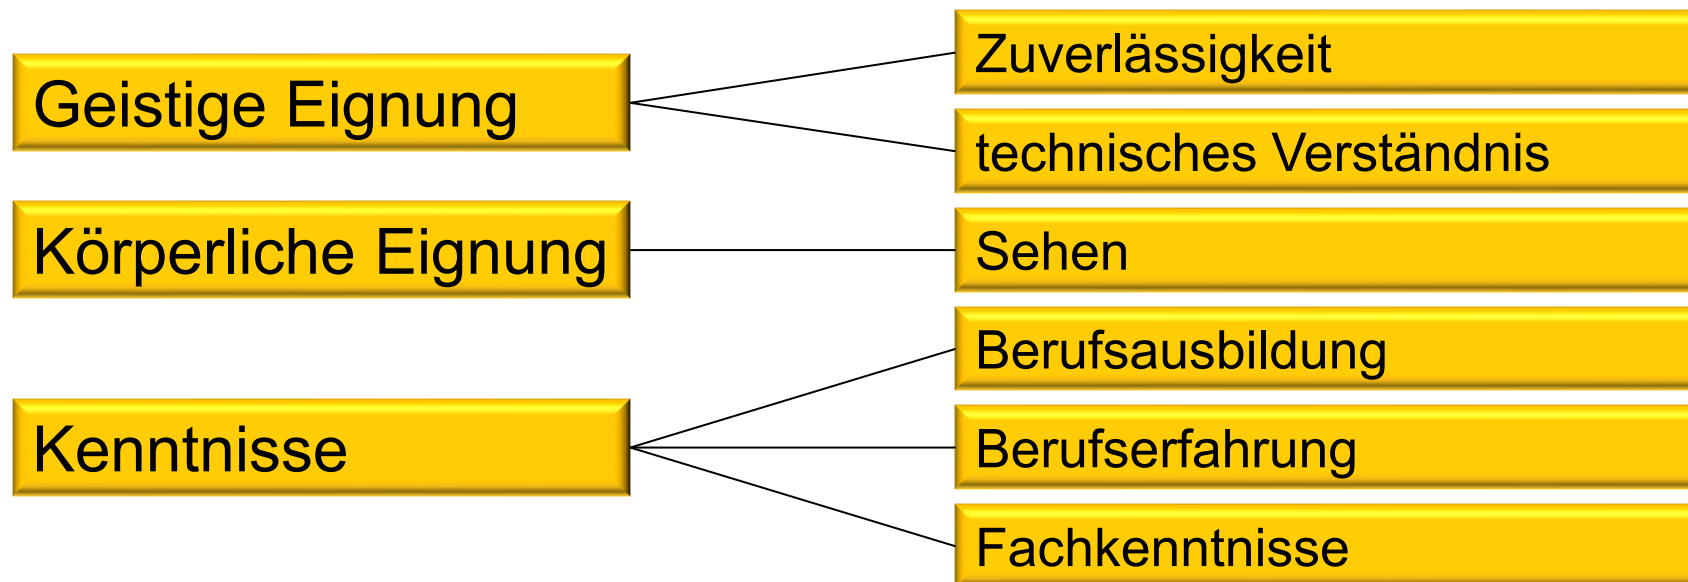 Geistige Eignung
Zuverlässigkeit
technisches Verständnis
Körperliche Eignung
Sehen
Kenntnisse
Berufsausbildung
Berufserfahrung
Fachkenntnisse